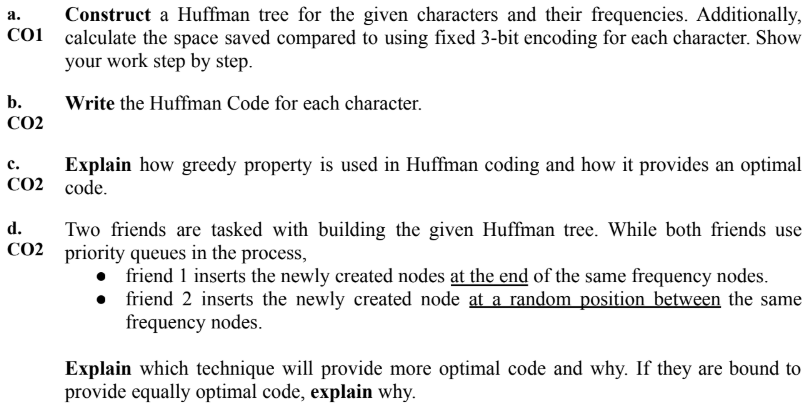 a. Construct a Huffman tree for the given characters and their frequencies. Additionally,
CO1 calculate the space saved compared to using fixed 3-bit encoding for each character. Show
your work step by step.
b. Write the Huffman Code for each character.
CO2
c. Explain how greedy property is used in Huffman coding and how it provides an optimal
CO2 code.
d. Two friends are tasked with building the given Huffman tree. While both friends use
CO2 priority queues in the process,
● friend 1 inserts the newly created nodes at the end of the same frequency nodes.
● friend 2 inserts the newly created node at a random position between the same
frequency nodes.
Explain which technique will provide more optimal code and why. If they are bound to
provide equally optimal code, explain why.